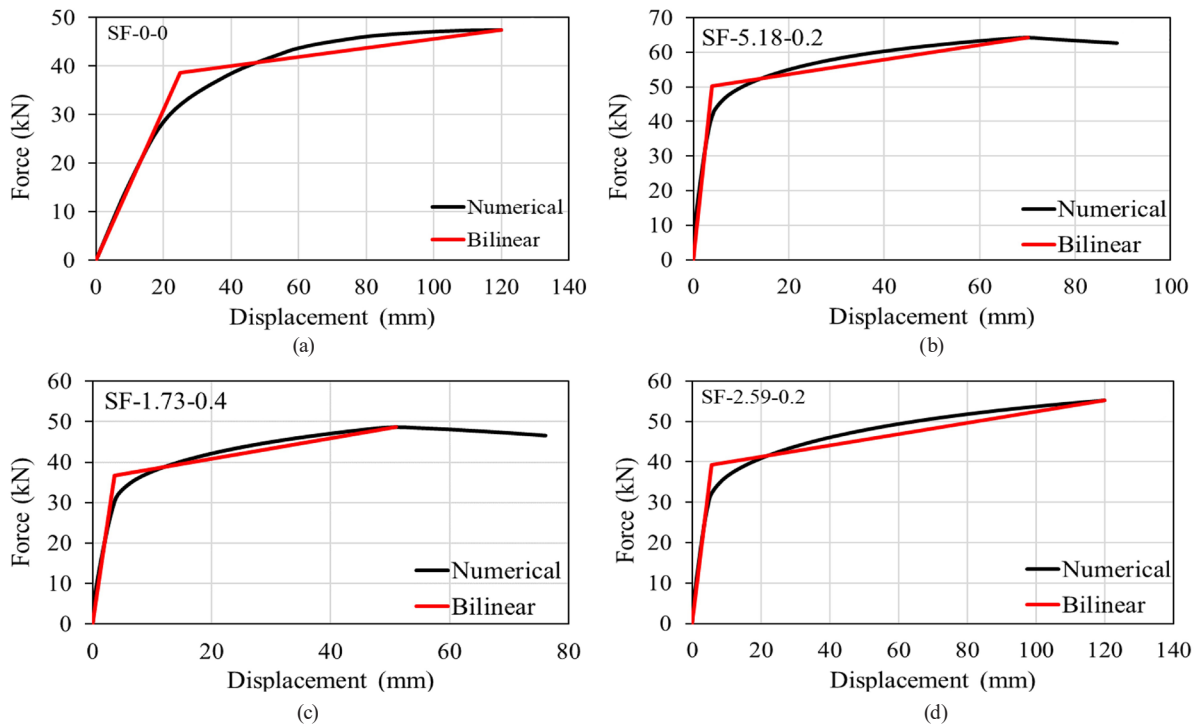 SF-0-0
50
40
30
20
10
0
Force (kN)
Numerical
Bilinear
0 20 40 60 80 100 120 140
Displacement (mm)
(a)
SF-5.18-0.2
70
60
50
40
30
20
10
0
Force (kN)
Numerical
Bilinear
0 20 40 60 80 100
Displacement (mm)
(b)
SF-1.73-0.4
60
50
40
30
20
10
0
Force (kN)
Numerical
Bilinear
0 20 40 60 80
Displacement (mm)
(c)
SF-2.59-0.2
60
50
40
30
20
10
0
Force (kN)
Numerical
Bilinear
0 20 40 60 80 100 120 140
Displacement (mm)
(d)